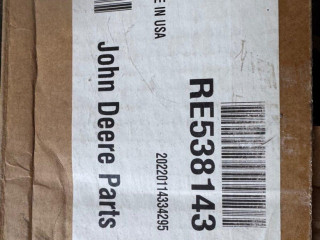 RE538143
20220114334295
E IN USA
John Deere Parts